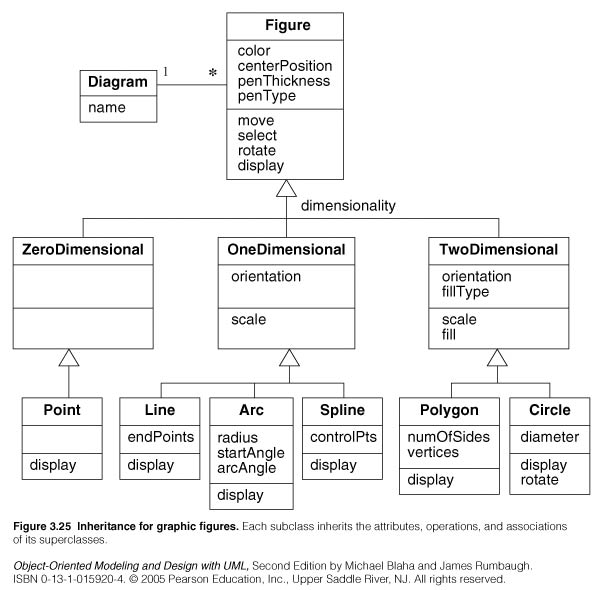 Figure
color
centerPosition
penThickness
penType
move
select
rotate
display
Diagram
name
1
*
dimensionality
ZeroDimensional
OneDimensional
orientation
scale
TwoDimensional
orientation
fillType
scale
fill
Point
display
Line
endPoints
display
Arc
radius
startAngle
arcAngle
display
Spline
controlPts
display
Polygon
numOfSides
vertices
display
Circle
diameter
display
rotate
Figure 3.25 Inheritance for graphic figures. Each subclass inherits the attributes, operations, and associations
of its superclasses.
Object-Oriented Modeling and Design with UML, Second Edition by Michael Blaha and James Rumbaugh.
ISBN 0-13-1-015920-4. © 2005 Pearson Education, Inc., Upper Saddle River, NJ. All rights reserved.